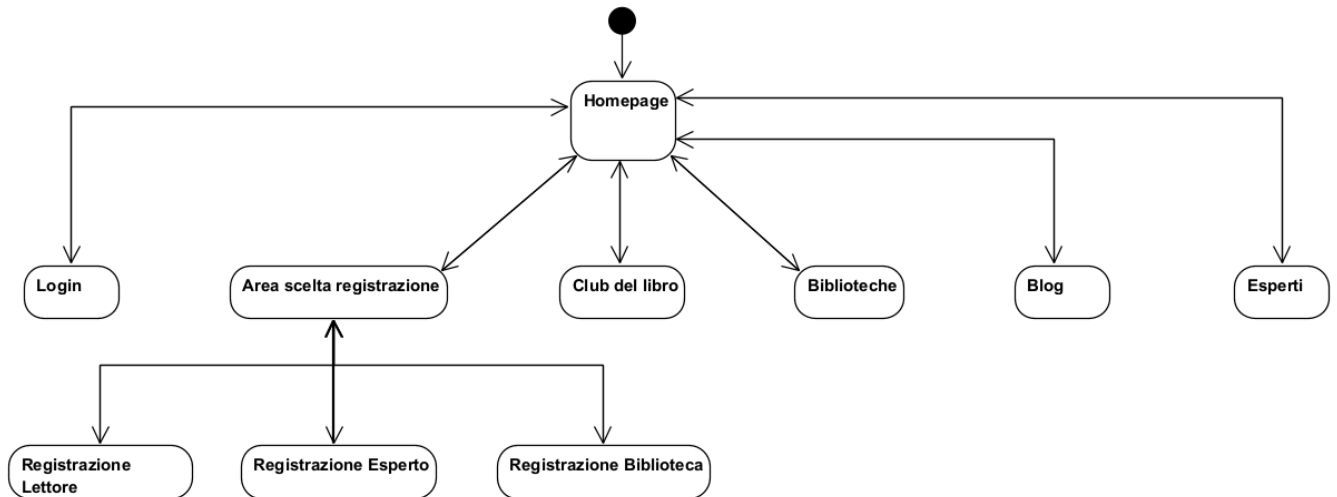 Homepage
Login
Area scelta registrazione
Club del libro
Biblioteche
Blog
Esperti
Registrazione
Lettore
Registrazione Esperto
Registrazione Biblioteca